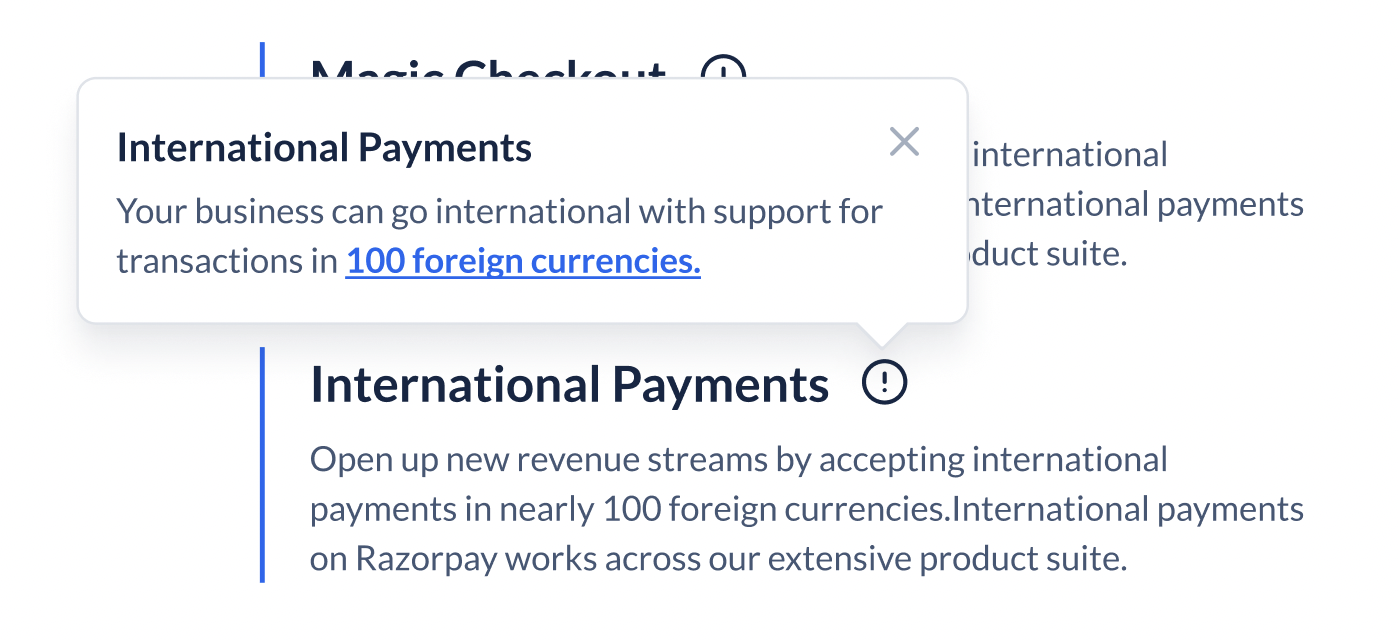 Magic Checkout
International Payments
Your business can go international with support for
transactions in 100 foreign currencies.
international
nternational payments
duct suite.
International Payments
Open up new revenue streams by accepting international
payments in nearly 100 foreign currencies.International payments
on Razorpay works across our extensive product suite.